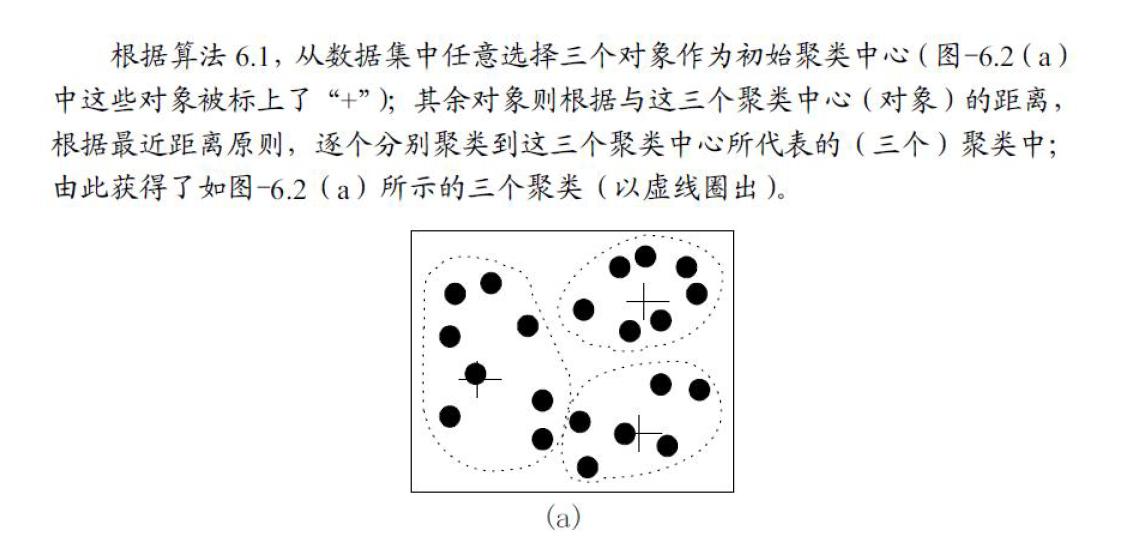 根据算法 6.1，从数据集中任意选择三个对象作为初始聚类中心（图-6.2（a）
中这些对象被标上了“+”）；其余对象则根据与这三个聚类中心（对象）的距离，
根据最近距离原则，逐个分别聚类到这三个聚类中心所代表的（三个）聚类中；
由此获得了如图-6.2（a）所示的三个聚类（以虚线圈出）。
(a)